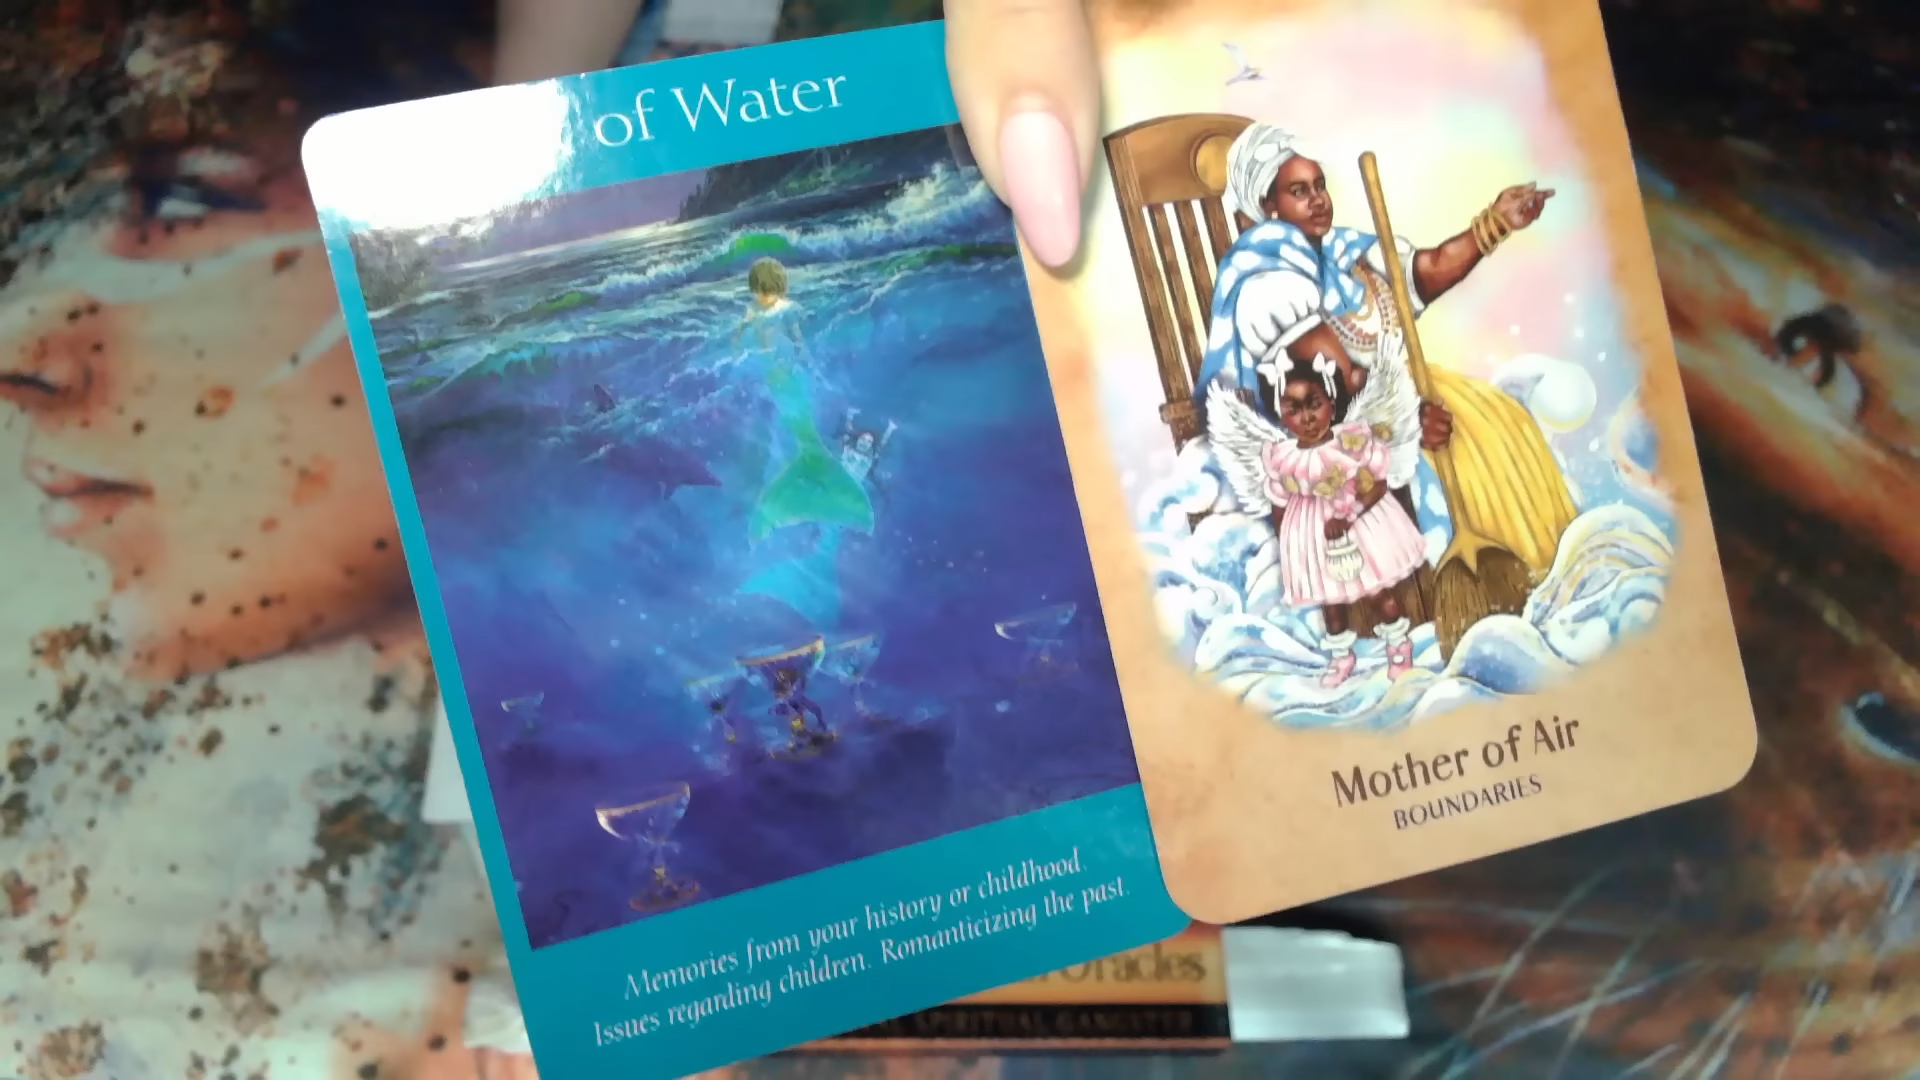 of Water
Memories from your history or childhood.
Issues regarding children. Romanticizing the past.
Mother of Air
BOUNDARIES
Oracles
SPIRITUAL GANGSTER